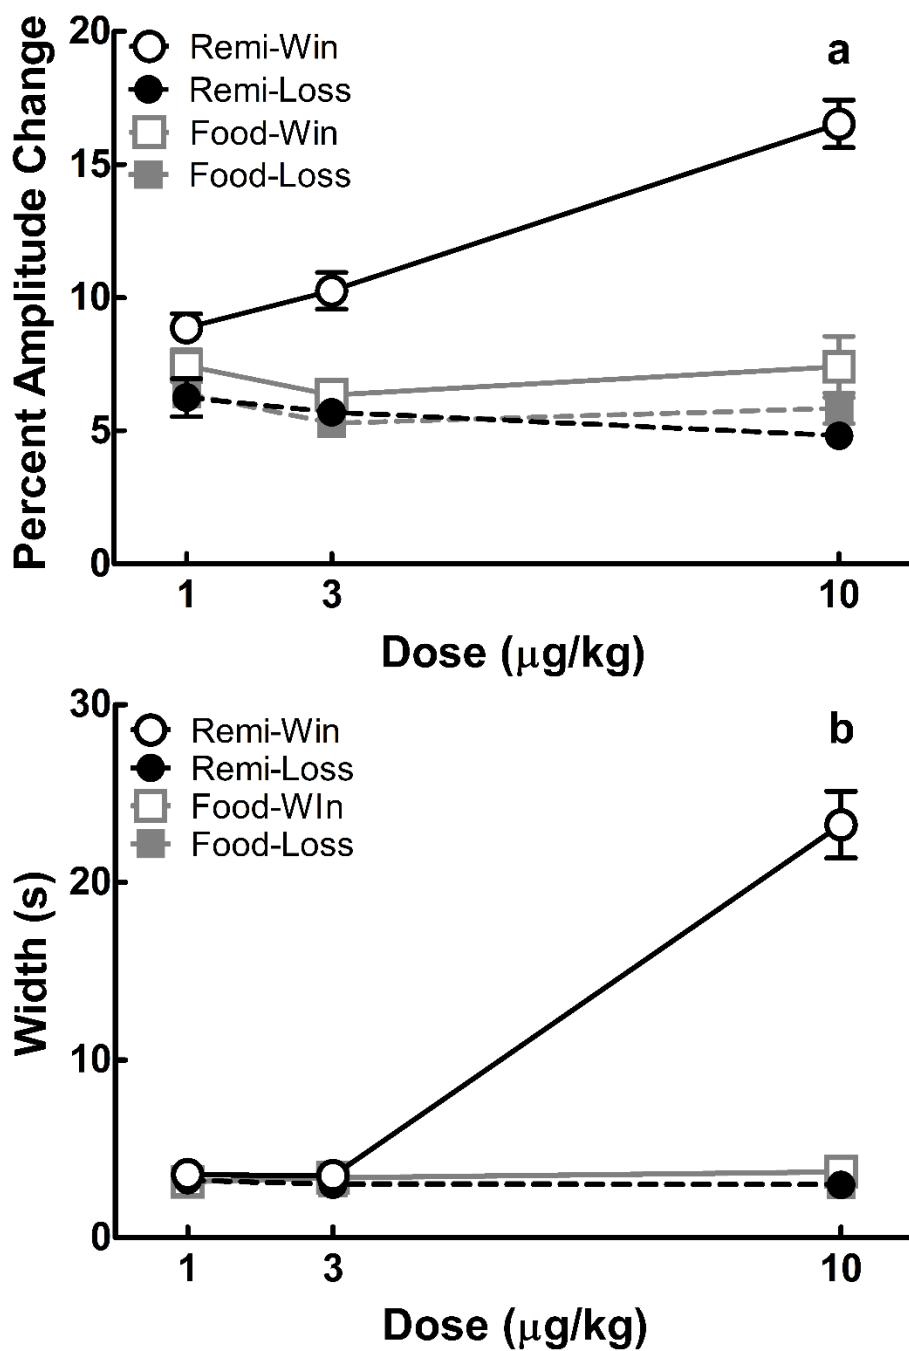 Percent Amplitude Change
20
15
10
5
0
Remi-Win
Remi-Loss
Food-Win
Food-Loss
a
1 3 10
Dose (μg/kg)
Width (s)
30
20
10
0
Remi-Win
Remi-Loss
Food-WIn
Food-Loss
b
1 3 10
Dose (μg/kg)